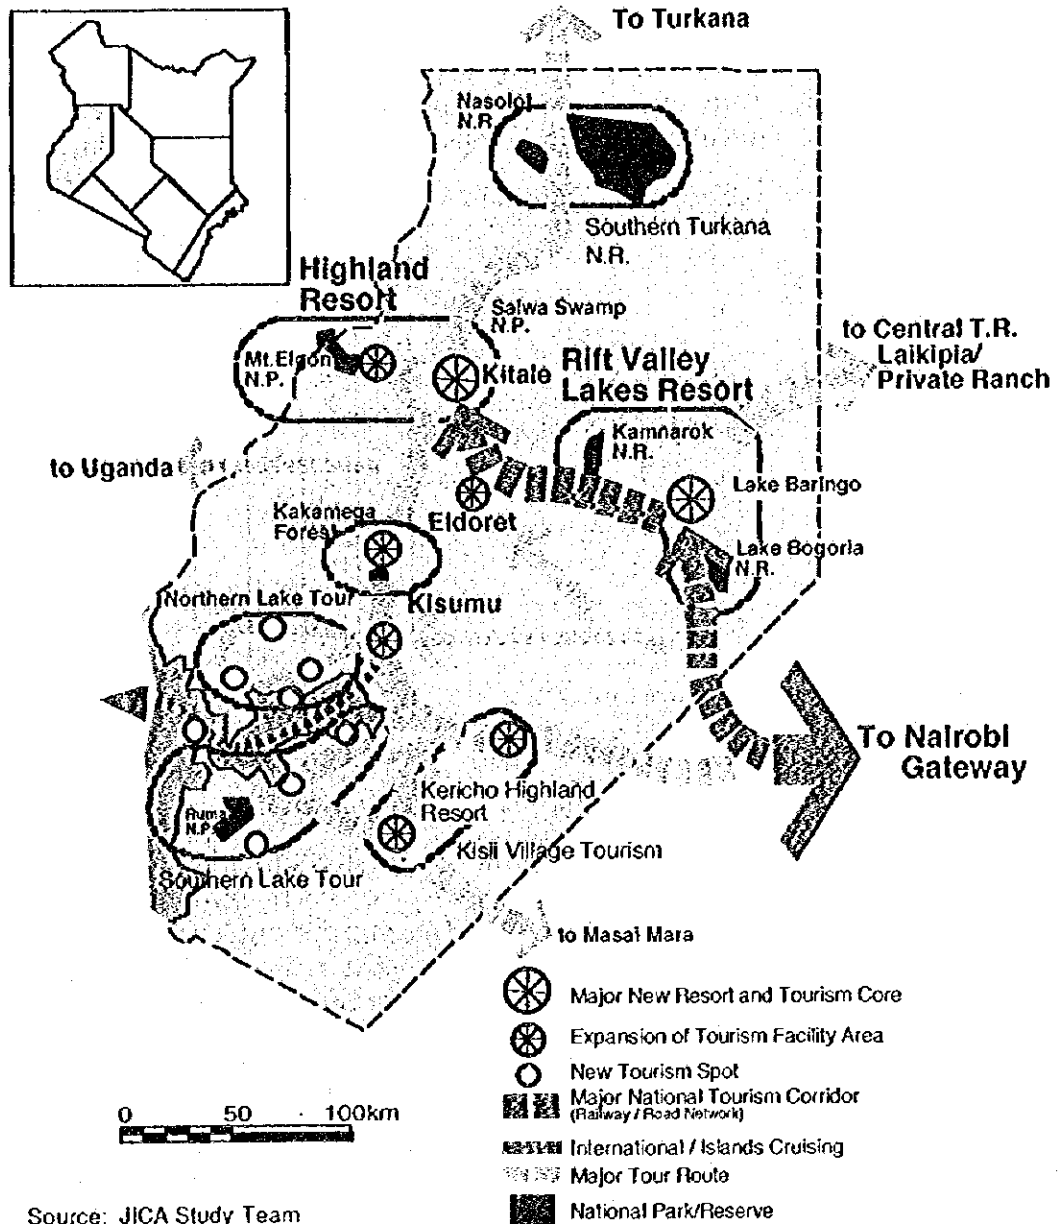 To Turkana
Nasolot
N.R.
Southern Turkana
N.R.
Highland
Resort
Saiwa Swamp
N.P.
to Central T.R.
Laikipia/
Private Ranch
Mt.Elgon
N.P.
Kitale
Rift Valley
Lakes Resort
Kamnarok
N.R.
to Uganda
Lake Baringo
Kakamega
Forest
Eldoret
Lake Bogoria
N.R.
Northern Lake Tour
Kisumu
To Nairobi
Gateway
Kericho Highland
Resort
Ruma
N.P.
Kisii Village Tourism
Southern Lake Tour
to Masai Mara
Major New Resort and Tourism Core
Expansion of Tourism Facility Area
New Tourism Spot
Major National Tourism Corridor
(Railway / Road Network)
International / Islands Cruising
Major Tour Route
National Park/Reserve
0 50 100km
Source: JICA Study Team